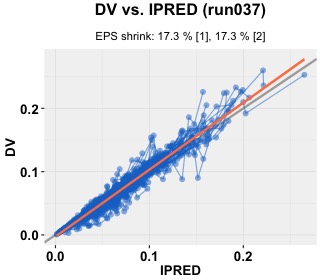 DV vs. IPRED (run037)
EPS shrink: 17.3 % [1], 17.3 % [2]
DV
0.2
0.1
0.0
0.0 0.1 0.2
IPRED